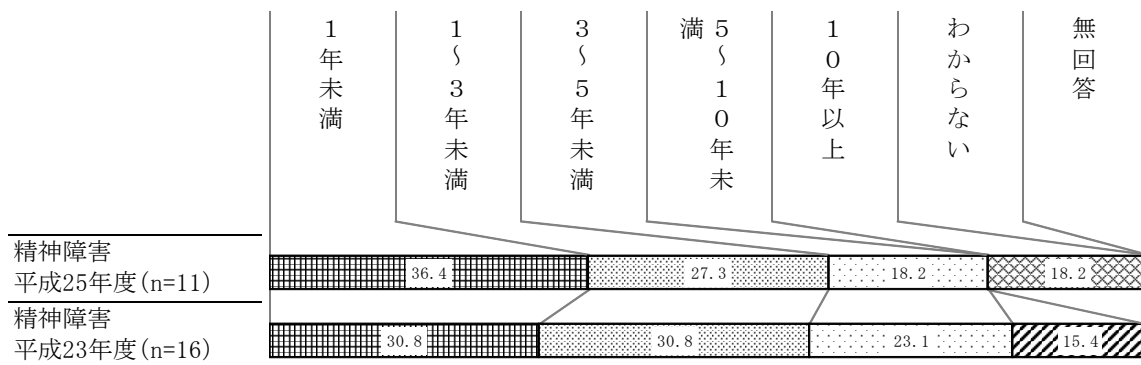 1年未満
1～3年未満
3～5年未満
5～10年未満
10年以上
わからない
無回答
精神障害
平成25年度(n=11)
36.4
27.3
18.2
18.2
精神障害
平成23年度(n=16)
30.8
30.8
23.1
15.4